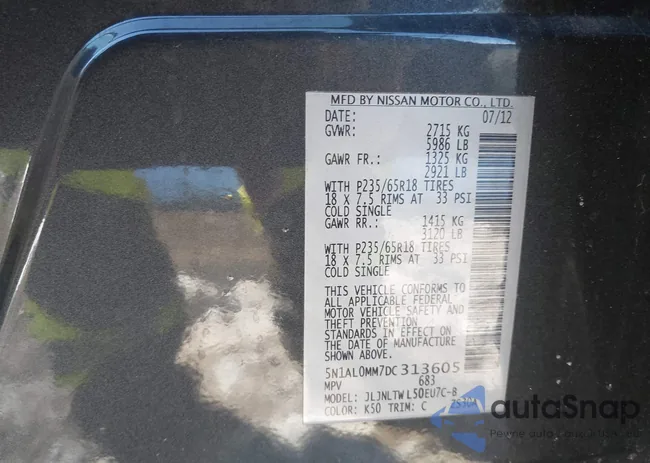 MFD BY NISSAN MOTOR CO., LTD.
DATE: 07/12
GVWR: 2715 KG
5986 LB
GAWR FR.: 1325 KG
2921 LB
WITH P235/65R18 TIRES
18 X 7.5 RIMS AT 33 PSI
COLD SINGLE
GAWR RR.: 1415 KG
3120 LB
WITH P235/65R18 TIRES
18 X 7.5 RIMS AT 33 PSI
COLD SINGLE
THIS VEHICLE CONFORMS TO
ALL APPLICABLE FEDERAL
MOTOR VEHICLE SAFETY AND
THEFT PREVENTION
STANDARDS IN EFFECT ON
THE DATE OF MANUFACTURE
SHOWN ABOVE.
5N1AL0MM7DC313605
MPV 683
MODEL: JLJNLTWL50EU7C-B
COLOR: K50 TRIM: C
autaSnap
Pewne auta